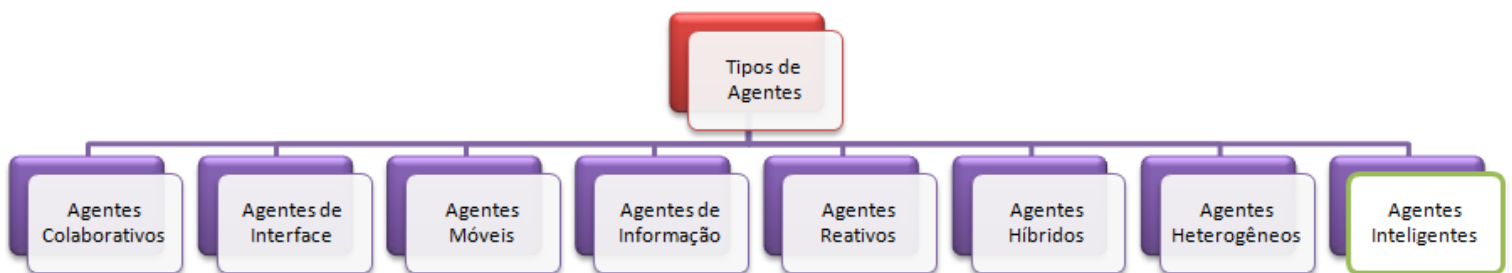 Tipos de
Agentes
Agentes
Colaborativos
Agentes de
Interface
Agentes
Móveis
Agentes de
Informação
Agentes
Reativos
Agentes
Híbridos
Agentes
Heterogêneos
Agentes
Inteligentes